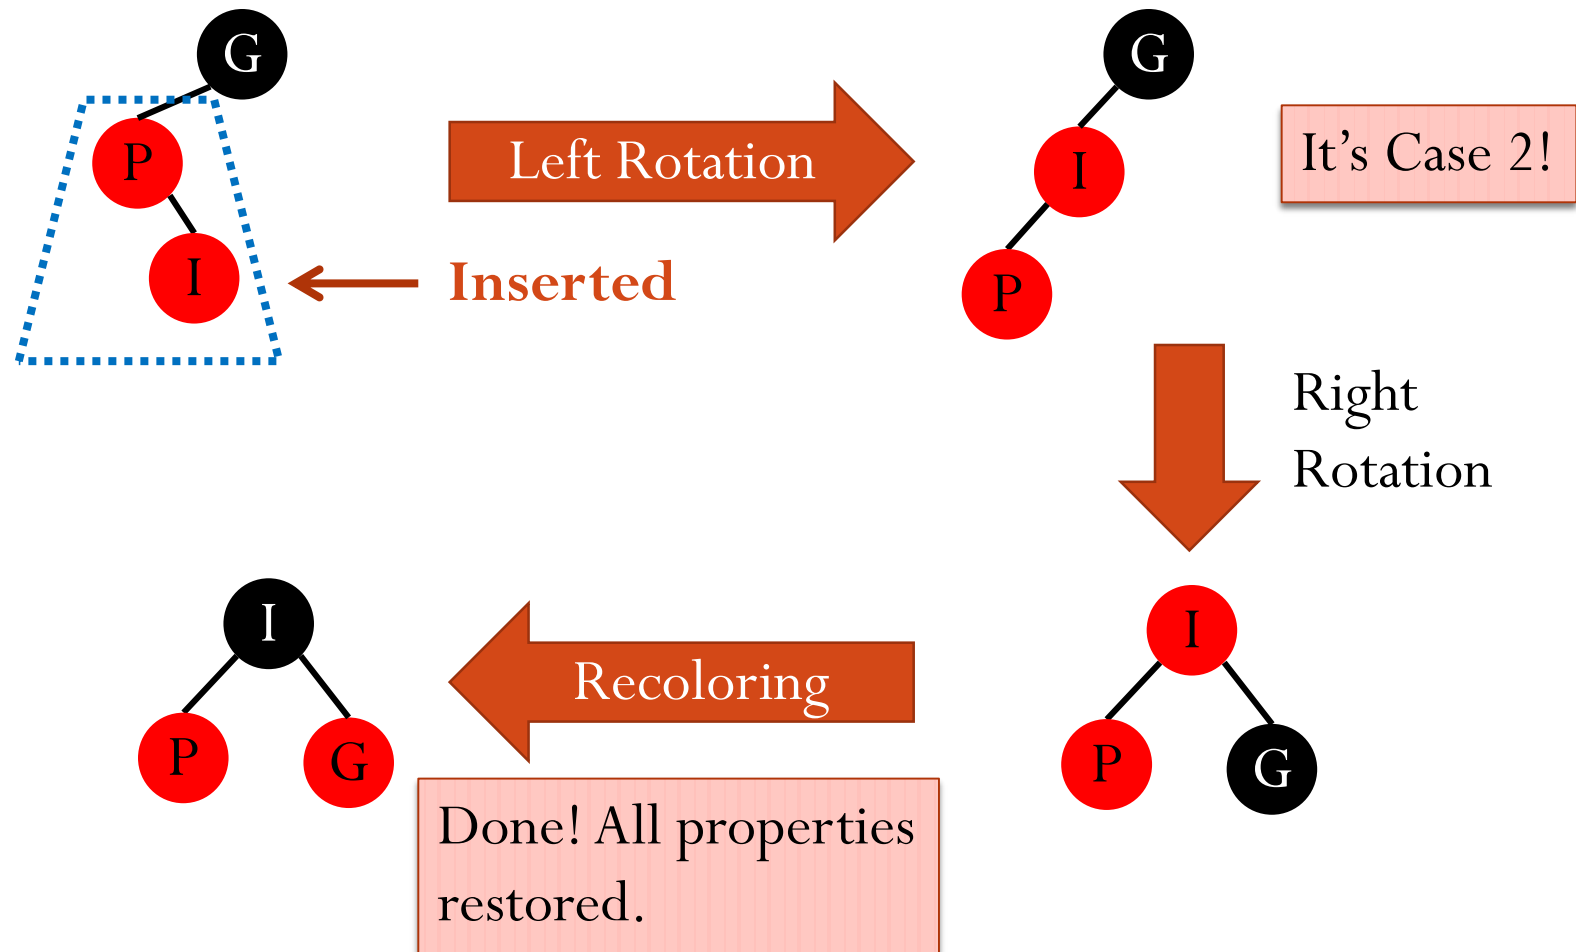 G
P
I
Left Rotation
Inserted
G
I
P
It's Case 2!
Right
Rotation
I
P
G
Recoloring
I
P
G
Done! All properties
restored.